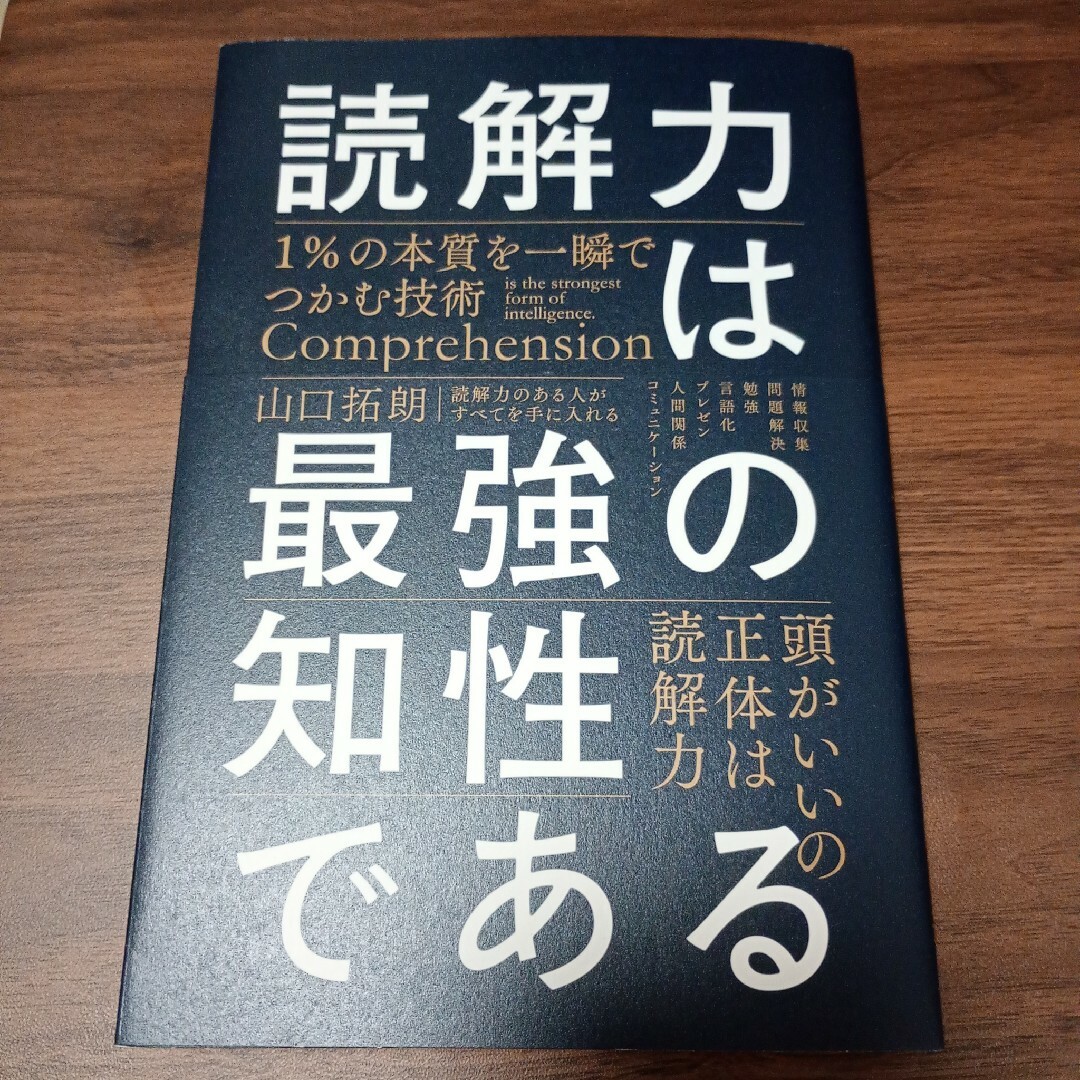 読解力
は
の
最強
知性
である
1%の本質を一瞬で
つかむ技術
is the strongest
form of
intelligence.
Comprehension
山口拓朗
読解力のある人が
すべてを手に入れる
情報収集
問題解決
勉強
言語化
プレゼン
人間関係
コミュニケーション
頭がいいの
正体は
読解力